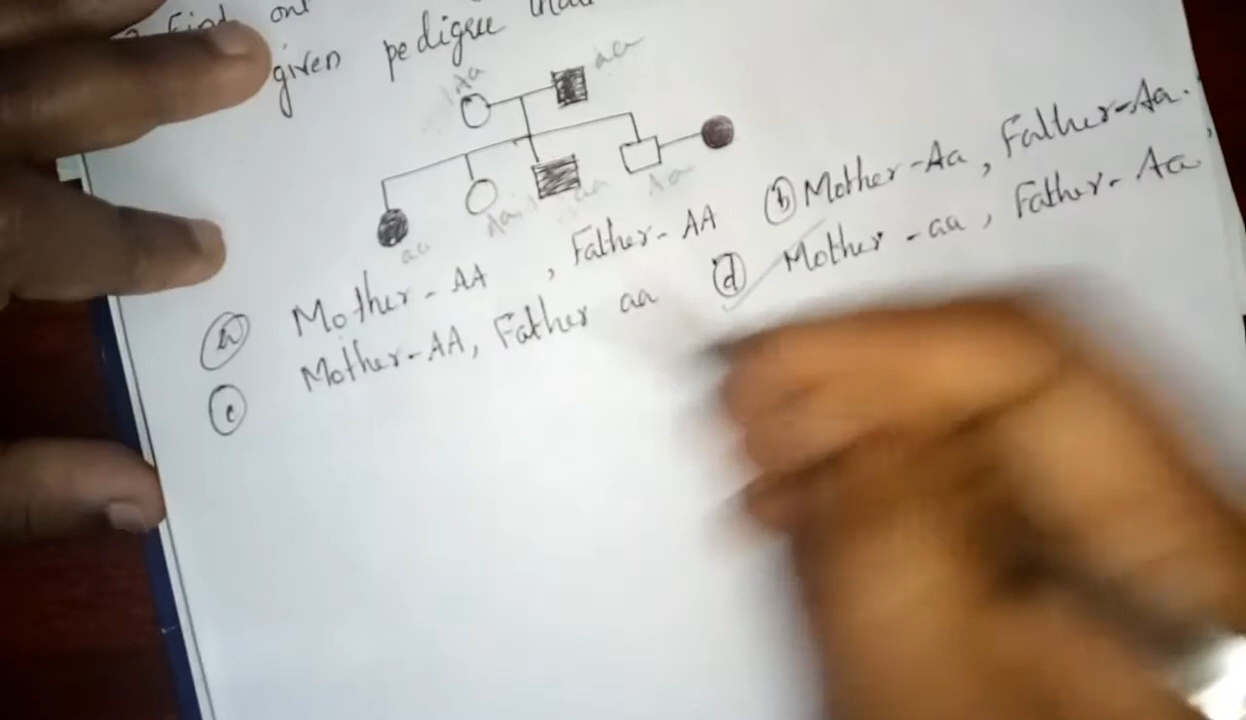 Find
given pedigree
Aa aa
aa Aa aa Aa
(a) Mother-AA, Father-AA (b) Mother-Aa, Father-Aa.
(c) Mother-AA, Father aa (d) Mother-aa, Father-Aa